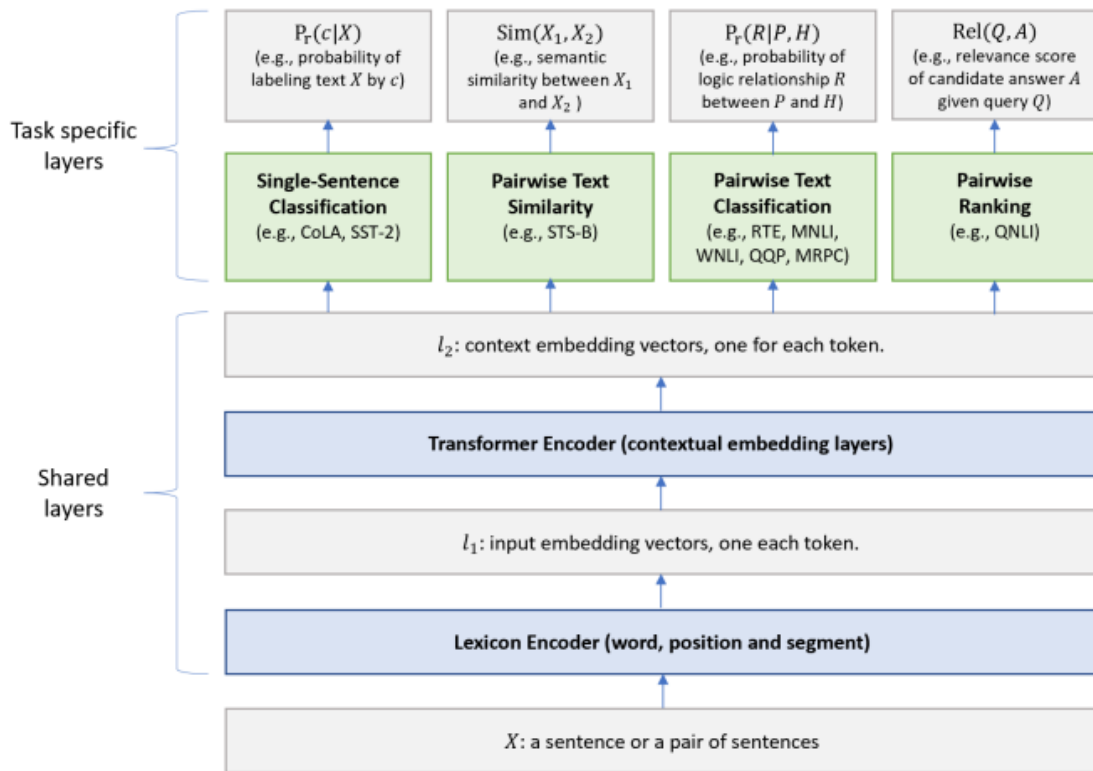 Pᵣ(c|X)
(e.g., probability of
labeling text X by c)
Sim(X₁, X₂)
(e.g., semantic
similarity between X₁
and X₂ )
Pᵣ(R|P, H)
(e.g., probability of
logic relationship R
between P and H)
Rel(Q, A)
(e.g., relevance score
of candidate answer A
given query Q)
Task specific
layers
Single-Sentence
Classification
(e.g., CoLA, SST-2)
Pairwise Text
Similarity
(e.g., STS-B)
Pairwise Text
Classification
(e.g., RTE, MNLI,
WNLI, QQP, MRPC)
Pairwise
Ranking
(e.g., QNLI)
l₂: context embedding vectors, one for each token.
Transformer Encoder (contextual embedding layers)
Shared
layers
l₁: input embedding vectors, one each token.
Lexicon Encoder (word, position and segment)
X: a sentence or a pair of sentences